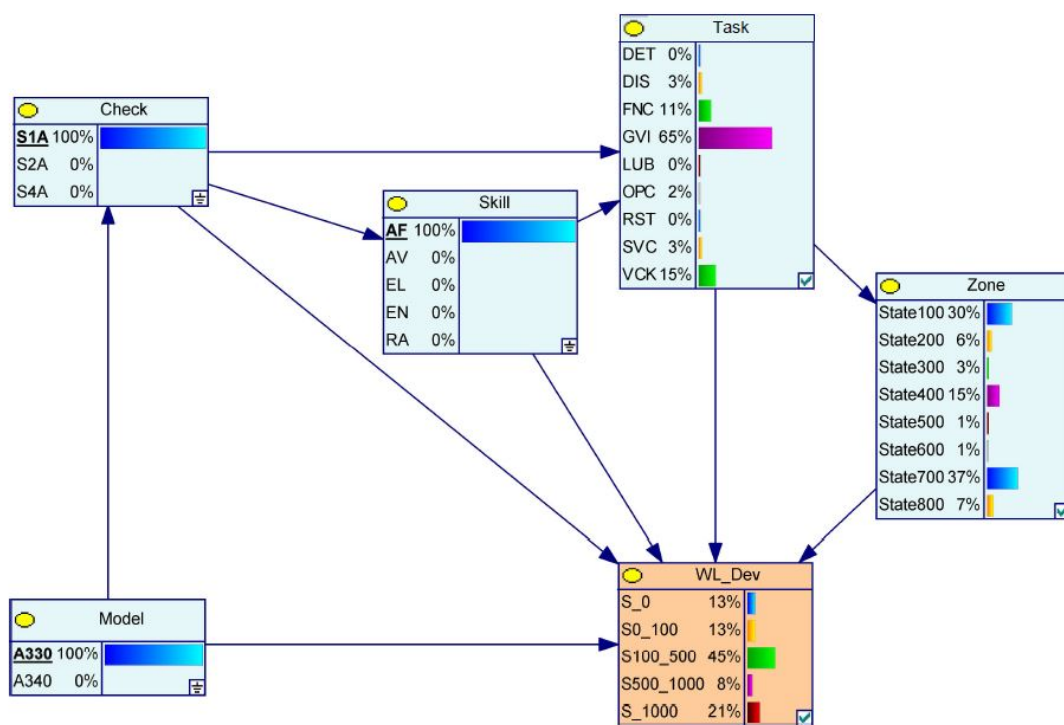 Task
DET 0%
DIS 3%
FNC 11%
GVI 65%
LUB 0%
OPC 2%
RST 0%
SVC 3%
VCK 15%
Check
S1A 100%
S2A 0%
S4A 0%
Skill
AF 100%
AV 0%
EL 0%
EN 0%
RA 0%
Zone
State100 30%
State200 6%
State300 3%
State400 15%
State500 1%
State600 1%
State700 37%
State800 7%
WL_Dev
S_0 13%
S0_100 13%
S100_500 45%
S500_1000 8%
S_1000 21%
Model
A330 100%
A340 0%